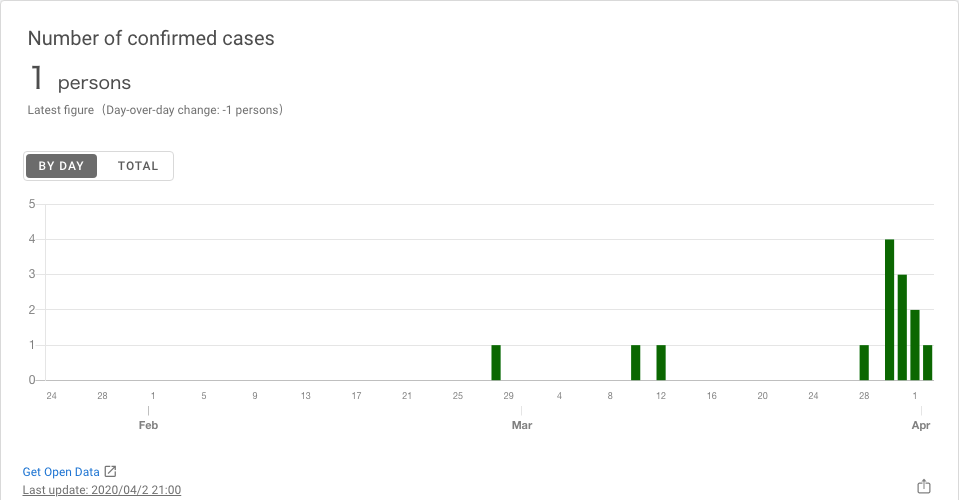 Number of confirmed cases
1 persons
Latest figure (Day-over-day change: -1 persons)
BY DAY TOTAL
5
4
3
2
1
0
24 28 1 5 9 13 17 21 25 29 4 8 12 16 20 24 28 1
Feb Mar Apr
Get Open Data
Last update: 2020/04/2 21:00